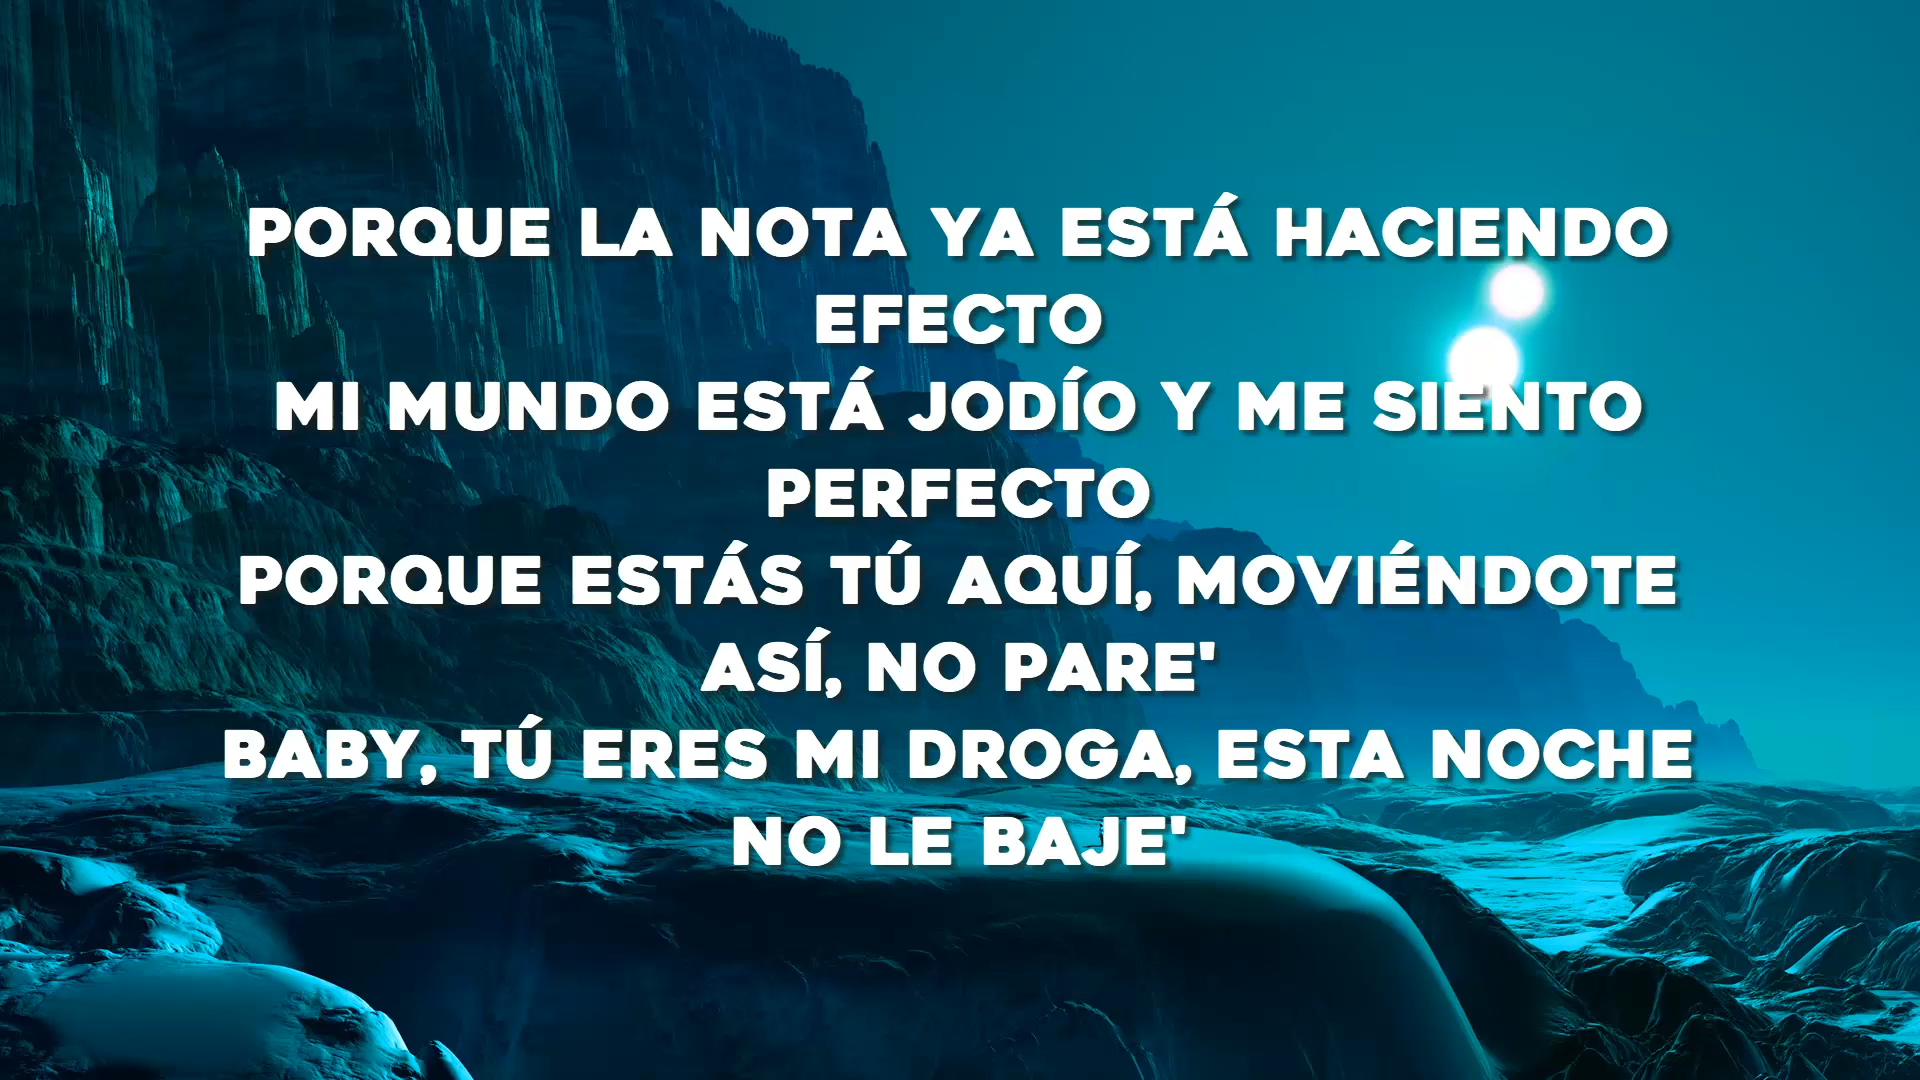 PORQUE LA NOTA YA ESTÁ HACIENDO
EFECTO
MI MUNDO ESTÁ JODÍO Y ME SIENTO
PERFECTO
PORQUE ESTÁS TÚ AQUÍ, MOVIÉNDOTE
ASÍ, NO PARE'
BABY, TÚ ERES MI DROGA, ESTA NOCHE
NO LE BAJE'